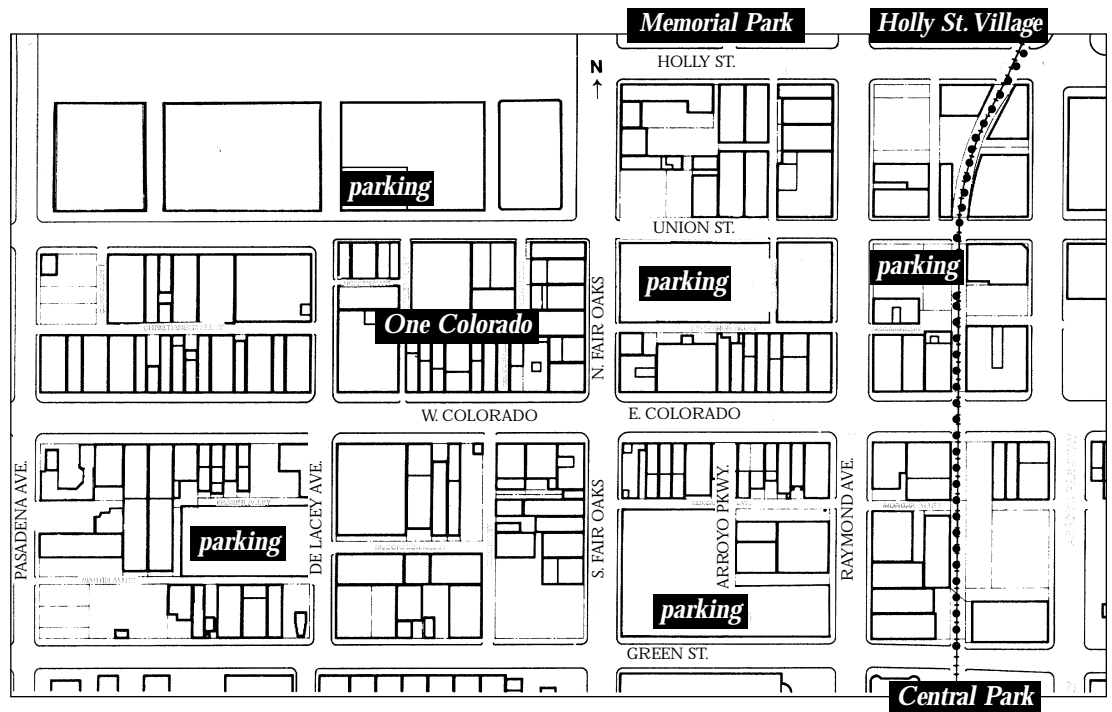 Memorial Park
Holly St. Village
HOLLY ST.
N
parking
UNION ST.
parking
parking
One Colorado
N. FAIR OAKS
W. COLORADO
E. COLORADO
PASADENA AVE.
DE LACEY AVE.
S. FAIR OAKS
ARROYO PKWY.
RAYMOND AVE.
parking
parking
GREEN ST.
Central Park